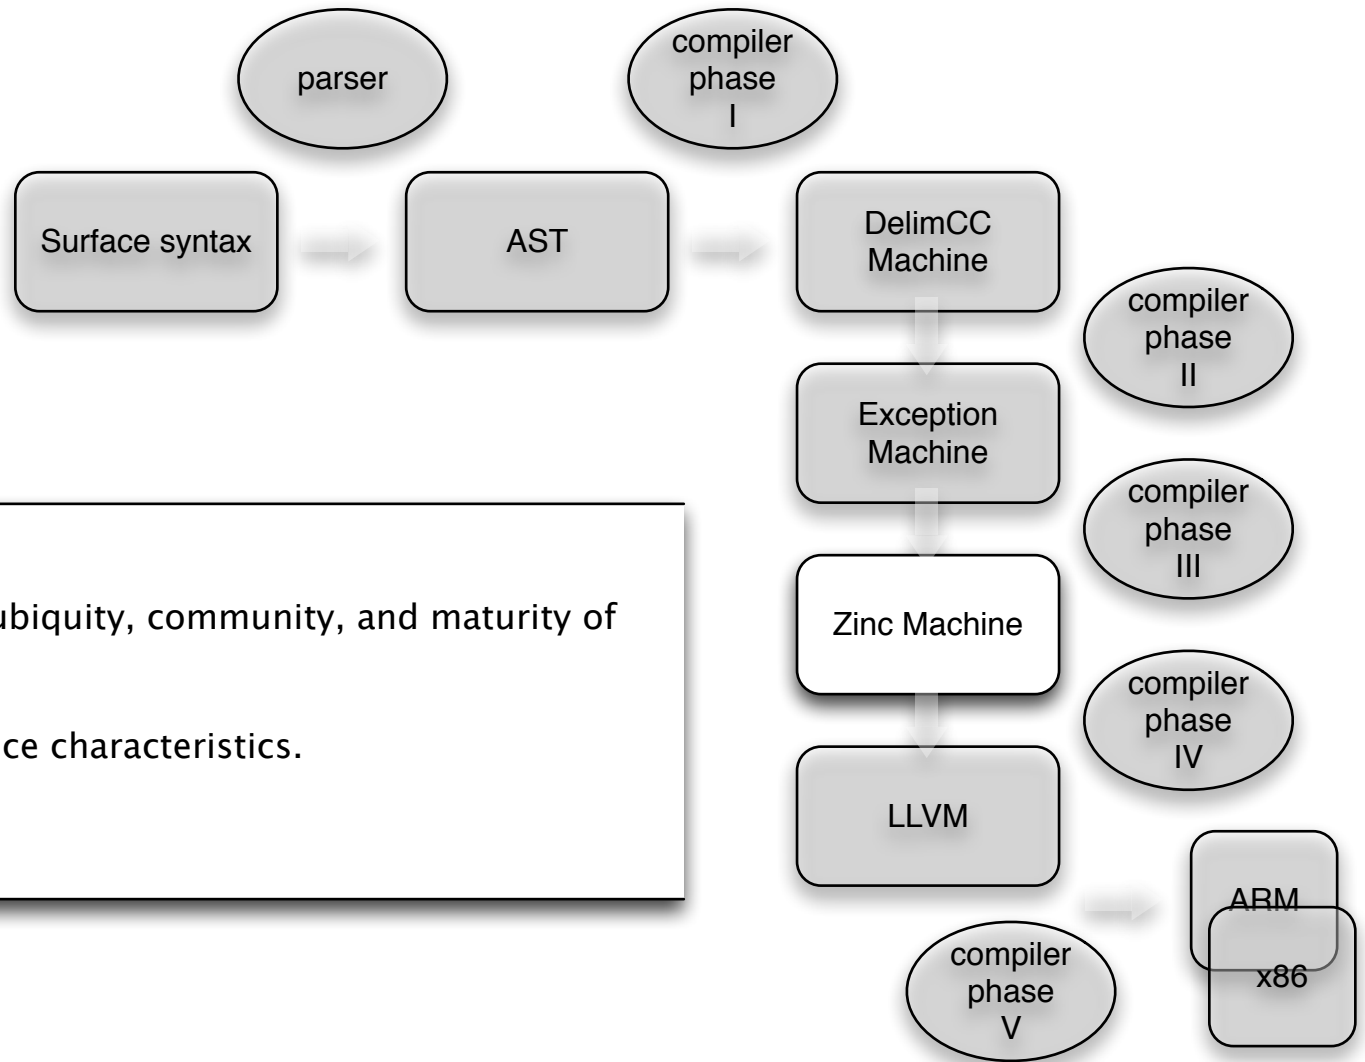 parser
compiler
phase
I
Surface syntax
AST
DelimCC
Machine
compiler
phase
II
Exception
Machine
compiler
phase
III
ubiquity, community, and maturity of
Zinc Machine
compiler
phase
IV
ce characteristics.
LLVM
ARM
x86
compiler
phase
V